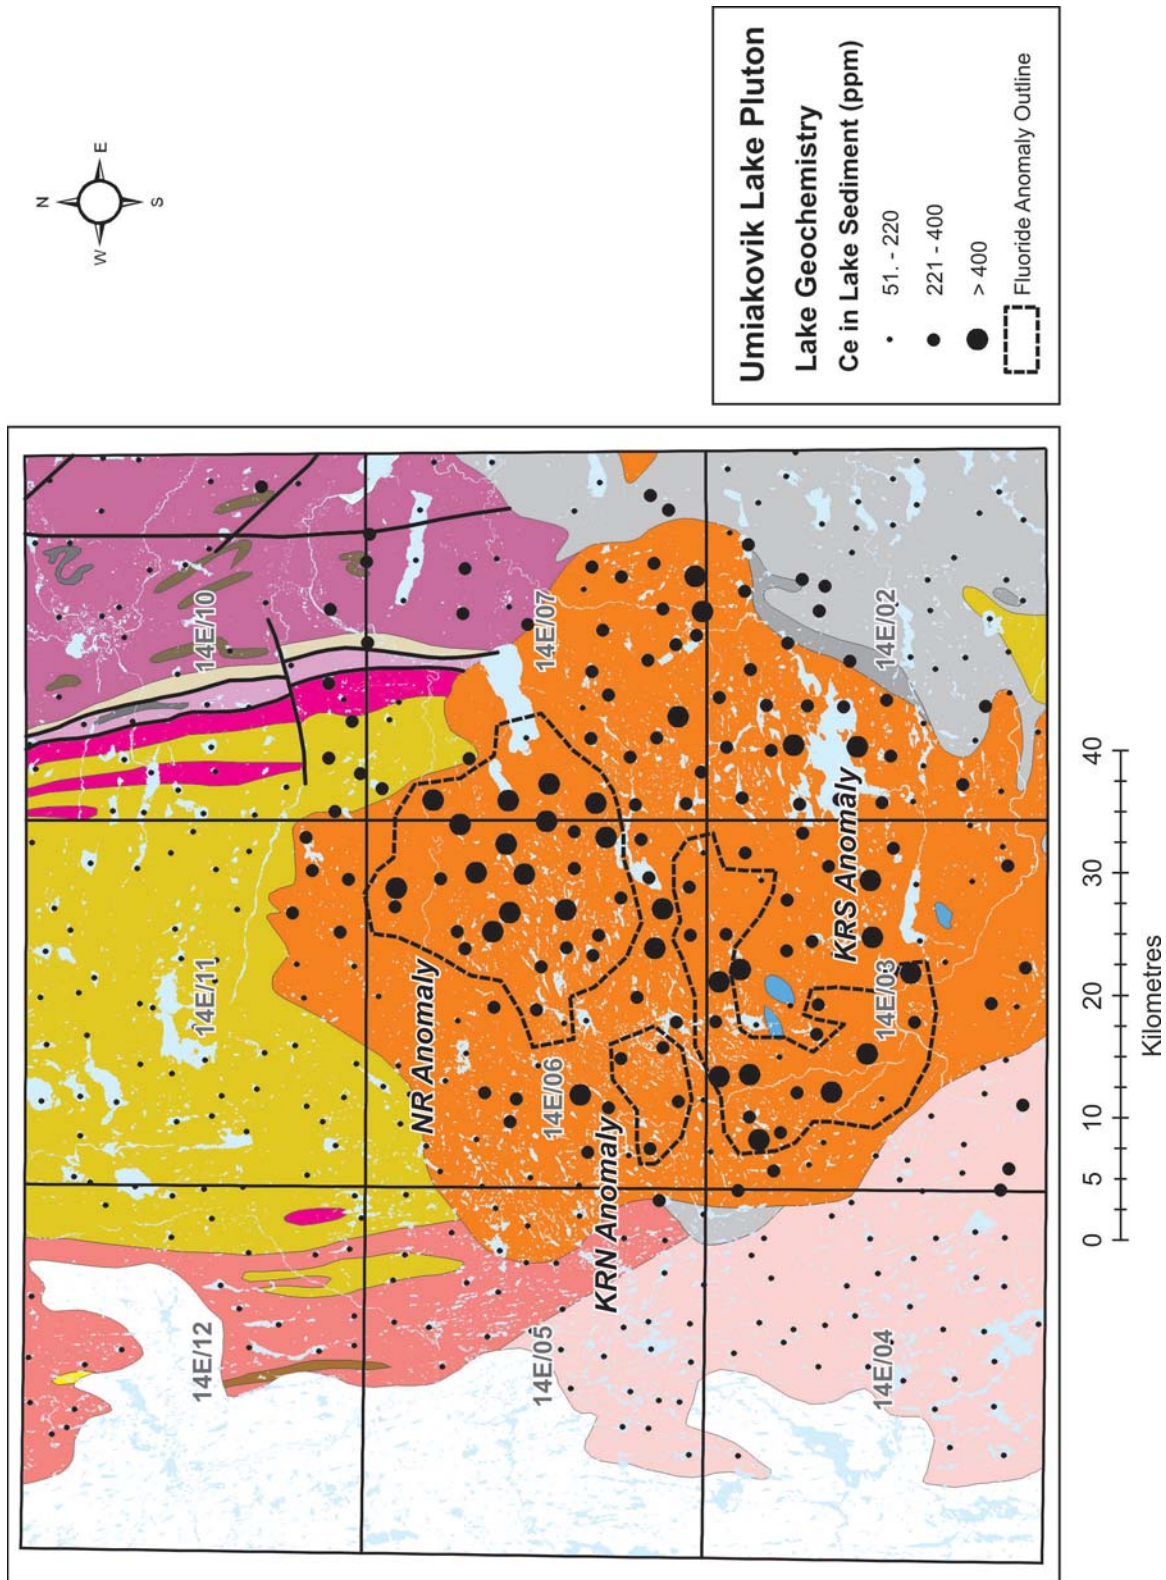 N
W
E
S
Umiakovik Lake Pluton
Lake Geochemistry
Ce in Lake Sediment (ppm)
51. - 220
221 - 400
> 400
Fluoride Anomaly Outline
14E/12
14E/11
14E/10
14E/05
14E/06
14E/07
14E/04
14E/03
14E/02
NR Anomaly
KRN Anomaly
KRS Anomaly
0 5 10 20 30 40
Kilometres